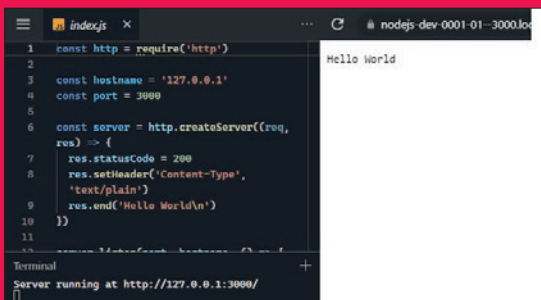 index.js
nodejs-dev-0001-01--3000.loc
1 const http = require('http')
2
3 const hostname = '127.0.0.1'
4 const port = 3000
5
6 const server = http.createServer((req,
res) => {
7 res.statusCode = 200
8 res.setHeader('Content-Type',
'text/plain')
9 res.end('Hello World\n')
10 })
11
Hello World
Terminal
Server running at http://127.0.0.1:3000/